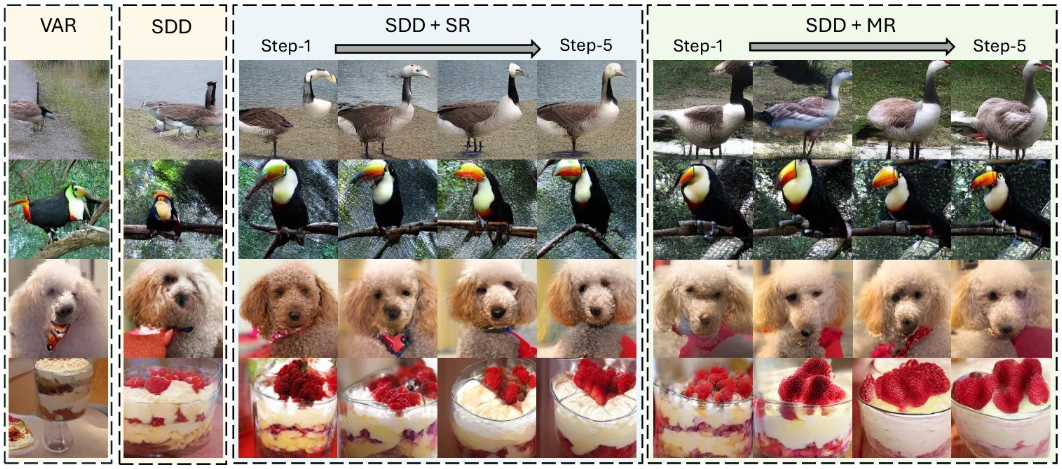 VAR
SDD
SDD + SR
Step-1
Step-5
SDD + MR
Step-1
Step-5